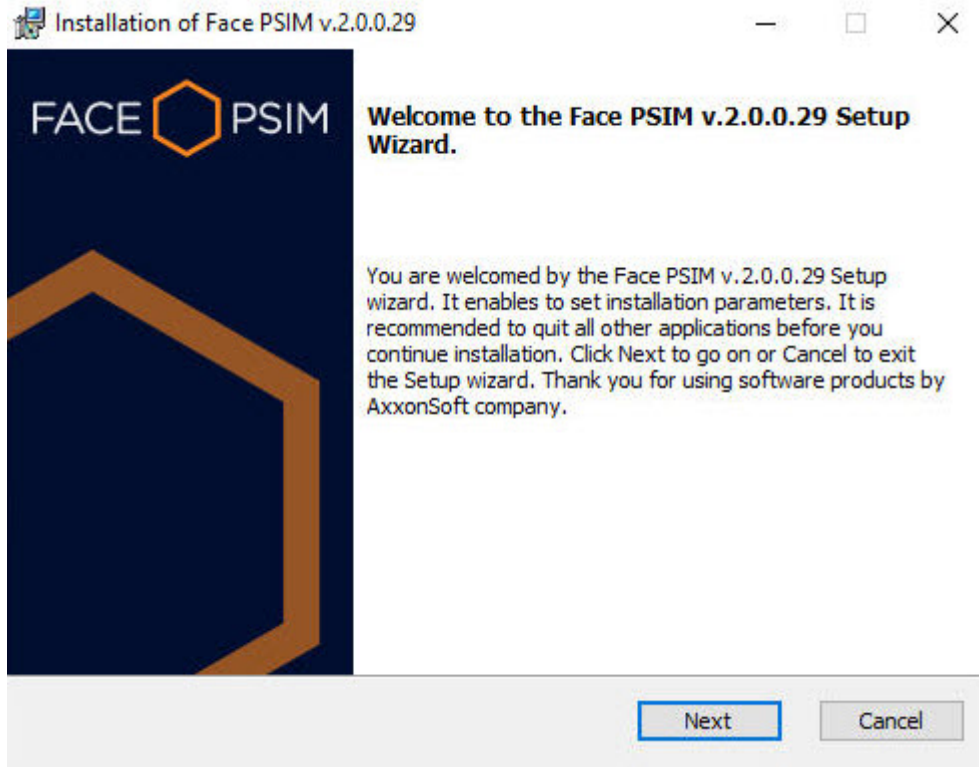 Installation of Face PSIM v.2.0.0.29
FACE PSIM
Welcome to the Face PSIM v.2.0.0.29 Setup
Wizard.
You are welcomed by the Face PSIM v.2.0.0.29 Setup
wizard. It enables to set installation parameters. It is
recommended to quit all other applications before you
continue installation. Click Next to go on or Cancel to exit
the Setup wizard. Thank you for using software products by
AxxonSoft company.
Next Cancel